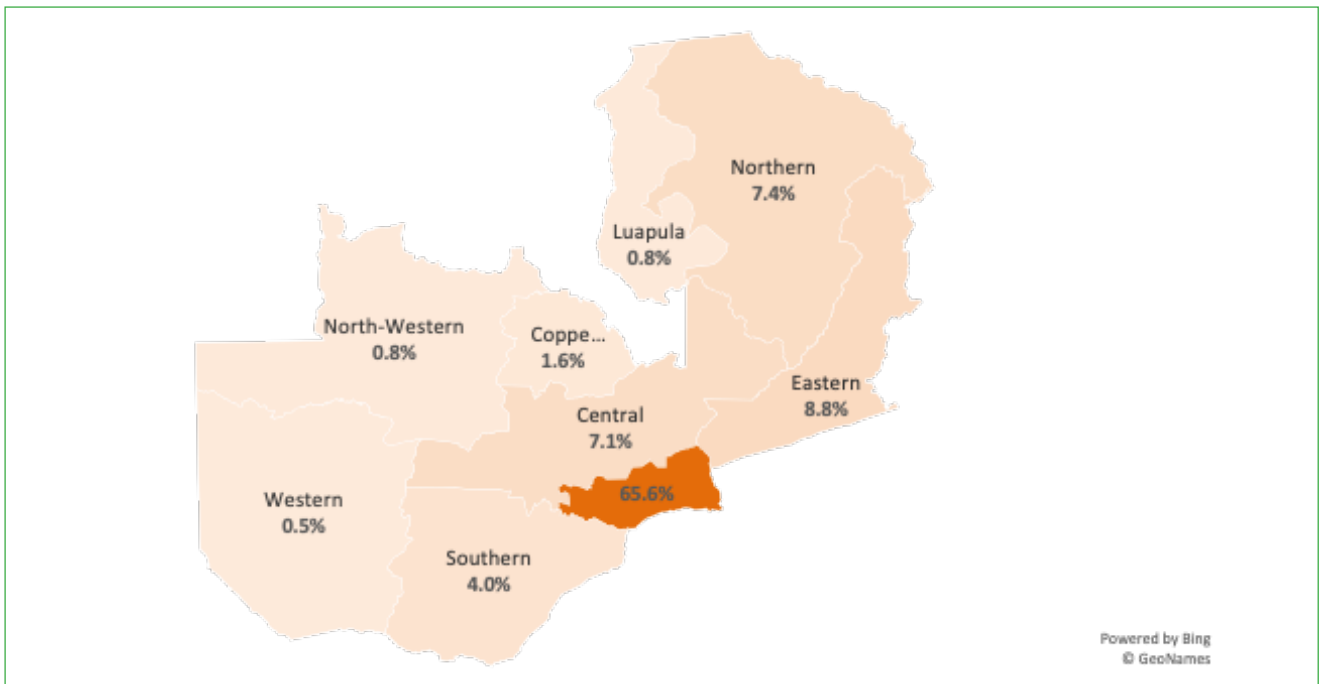 Northern
7.4%
Luapula
0.8%
North-Western
0.8%
Coppe...
1.6%
Eastern
8.8%
Central
7.1%
65.6%
Western
0.5%
Southern
4.0%
Powered by Bing
© GeoNames